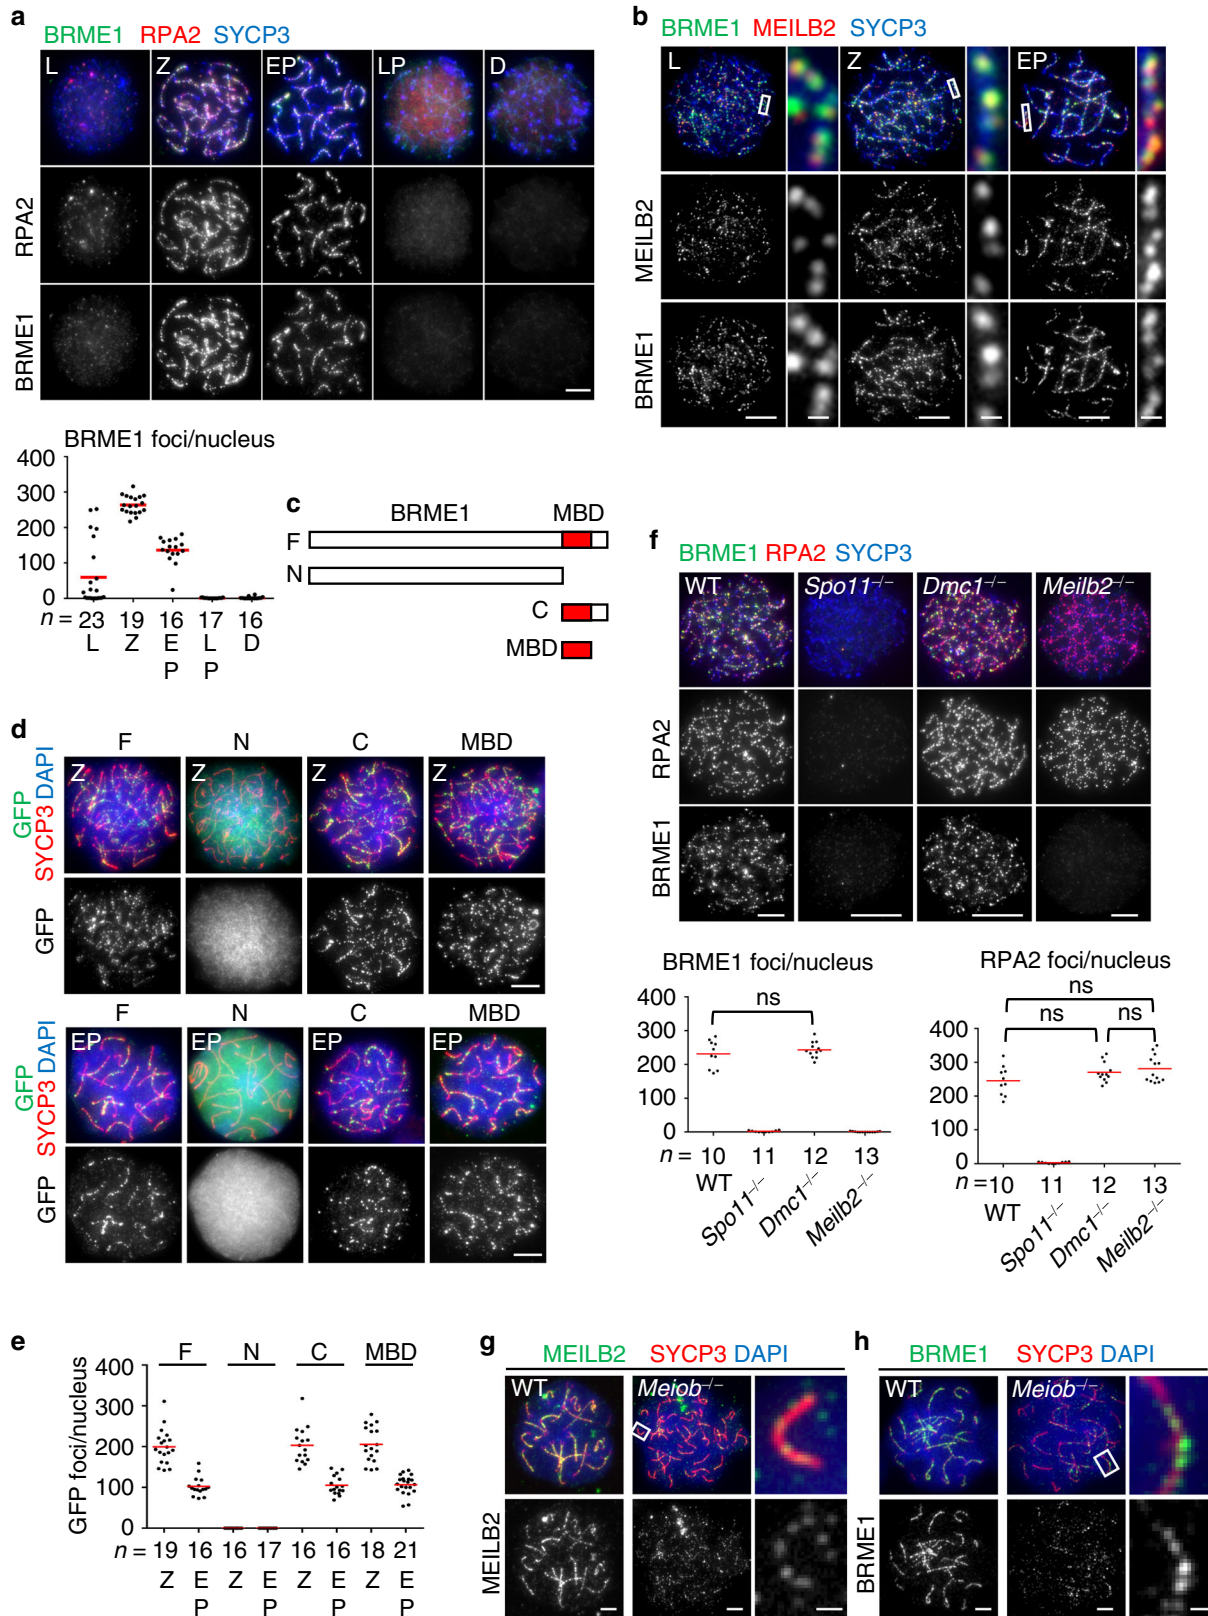 a
BRME1 RPA2 SYCP3
L Z EP LP D
RPA2
BRME1
BRME1 foci/nucleus
400
300
200
100
0
n = 23 19 16 17 16
L Z E L D
P P
b
BRME1 MEILB2 SYCP3
L Z EP
MEILB2
BRME1
c
BRME1 MBD
F
N
C
MBD
d
F N C MBD
GFP
SYCP3 DAPI
Z Z Z Z
GFP
F N C MBD
GFP
SYCP3 DAPI
EP EP EP EP
GFP
e
F N C MBD
GFP foci/nucleus
400
300
200
100
0
n = 19 16 16 17 16 16 18 21
Z E Z E Z E Z E
P P P P
f
BRME1 RPA2 SYCP3
WT Spo11–/– Dmc1–/– Meilb2–/–
RPA2
BRME1
BRME1 foci/nucleus
400
300
200
100
0
ns
n = 10 11 12 13
WT Spo11–/– Dmc1–/– Meilb2–/–
RPA2 foci/nucleus
ns
ns ns
400
300
200
100
0
n = 10 11 12 13
WT Spo11–/– Dmc1–/– Meilb2–/–
g
MEILB2 SYCP3 DAPI
WT Meiob–/–
MEILB2
h
BRME1 SYCP3 DAPI
WT Meiob–/–
BRME1